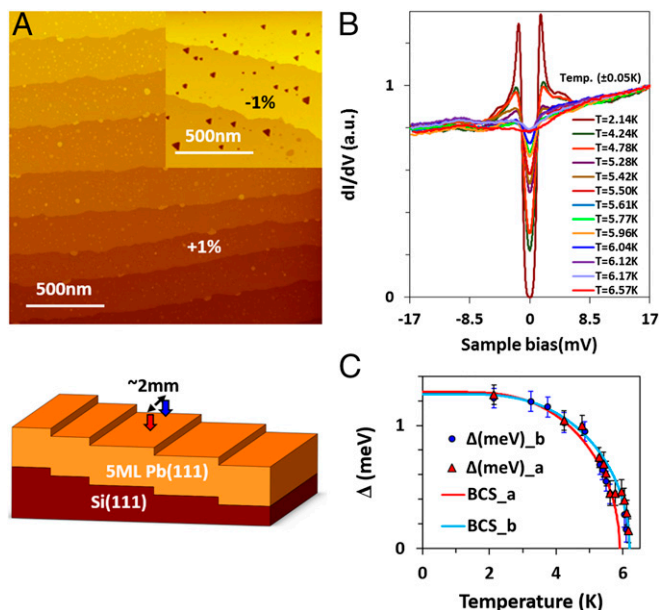 A
-1%
500nm
+1%
500nm
~2mm
5ML Pb(111)
Si(111)
B
dI/dV (a.u.)
1
0
Temp. (±0.05K)
T=2.14K
T=4.24K
T=4.78K
T=5.28K
T=5.42K
T=5.50K
T=5.61K
T=5.77K
T=5.96K
T=6.04K
T=6.12K
T=6.17K
T=6.57K
-17 -8.5 0 8.5 17
Sample bias(mV)
C
Δ (meV)
1
0
Δ(meV)_b
Δ(meV)_a
BCS_a
BCS_b
0 2 4 6
Temperature (K)